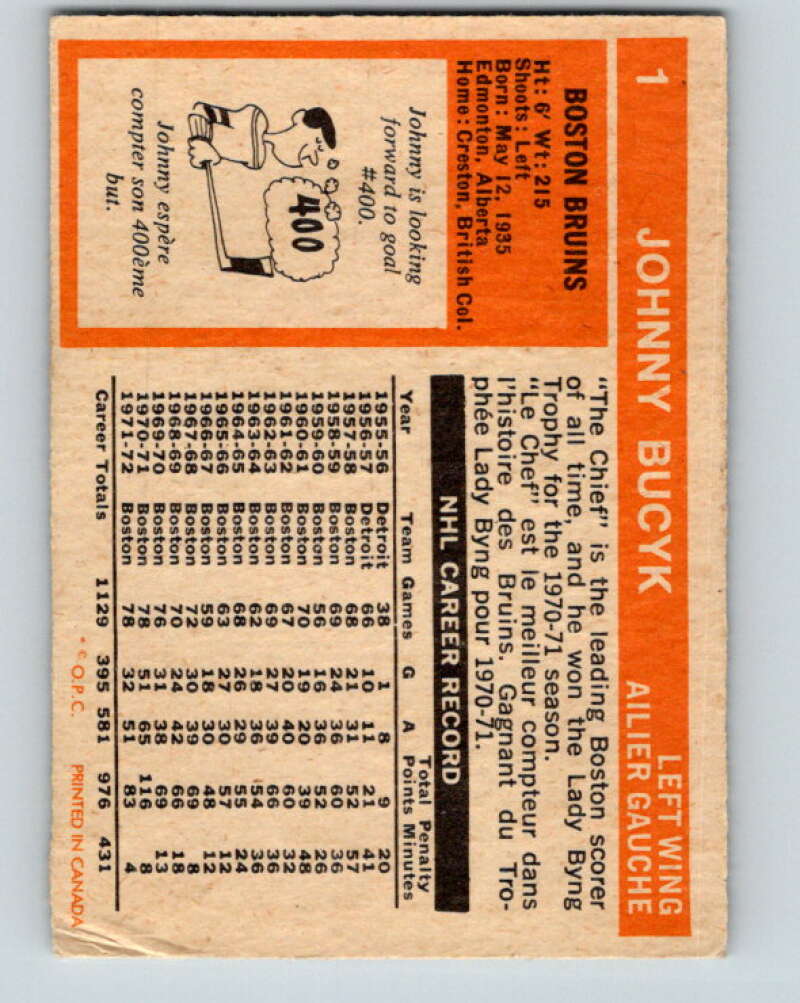 1 JOHNNY BUCYK
LEFT WING
AILIER GAUCHE
BOSTON BRUINS
Ht: 6' Wt: 215
Shoots: Left
Born: May 12, 1935
Edmonton, Alberta
Home: Creston, British Col.
Johnny is looking
forward to goal
#400.
400
Johnny espère
compter son 400ème
but.
"The Chief" is the leading Boston scorer
of all time, and he won the Lady Byng
Trophy for the 1970-71 season.
"Le Chef" est le meilleur compteur dans
l'histoire des Bruins. Gagnant du Tro-
phée Lady Byng pour 1970-71.
NHL CAREER RECORD
Total Penalty
Year Team Games G A Points Minutes
1955-56 Detroit 38 1 8 9 20
1956-57 Detroit 66 10 11 21 41
1957-58 Boston 68 21 31 52 57
1958-59 Boston 69 24 36 60 36
1959-60 Boston 56 16 36 52 26
1960-61 Boston 70 19 20 39 48
1961-62 Boston 67 20 40 60 32
1962-63 Boston 69 27 39 66 36
1963-64 Boston 62 18 36 54 36
1964-65 Boston 68 26 29 55 24
1965-66 Boston 63 27 30 57 12
1966-67 Boston 59 18 30 48 12
1967-68 Boston 72 30 39 69 8
1968-69 Boston 70 24 42 66 18
1969-70 Boston 76 31 38 69 13
1970-71 Boston 78 51 65 116 8
1971-72 Boston 78 32 51 83 4
Career Totals 1129 395 581 976 431
* © O.P.C. PRINTED IN CANADA